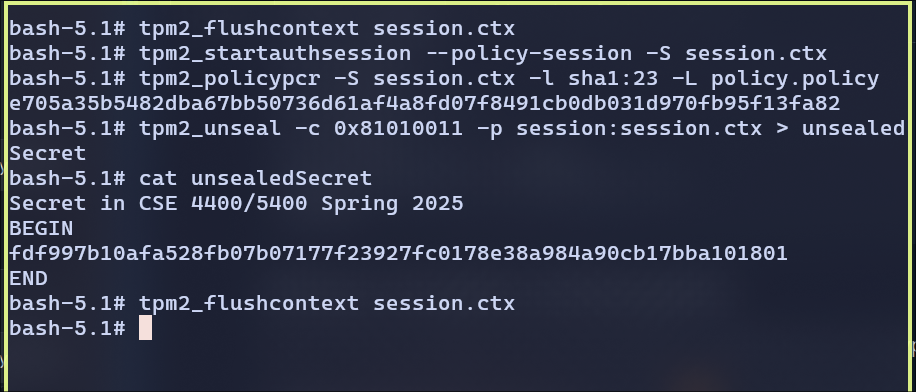 bash-5.1# tpm2_flushcontext session.ctx
bash-5.1# tpm2_startauthsession --policy-session -S session.ctx
bash-5.1# tpm2_policypcr -S session.ctx -l sha1:23 -L policy.policy
e705a35b5482dba67bb50736d61af4a8fd07f8491cb0db031d970fb95f13fa82
bash-5.1# tpm2_unseal -c 0x81010011 -p session:session.ctx > unsealed
Secret
bash-5.1# cat unsealedSecret
Secret in CSE 4400/5400 Spring 2025
BEGIN
fdf997b10afa528fb07b07177f23927fc0178e38a984a90cb17bba101801
END
bash-5.1# tpm2_flushcontext session.ctx
bash-5.1#